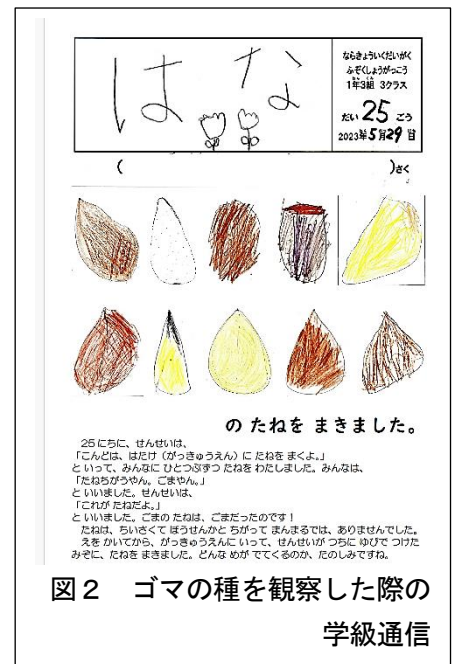 はな
ならきょういくだいがく
ふぞくしょうがっこう
1年3組 3クラス
だい 25 ごう
2023年5月29日
( )さく
の たねを まきました。
25にちに、せんせいは、
「こんどは、はたけ（がっきゅうえん）に たねを まくよ。」
といって、みんなに ひとつぶずつ たねを わたしました。みんなは、
「たねちがうやん。ごまやん。」
といいました。せんせいは、
「これが たねだよ。」
といいました。ごまの たねは、ごまだったのです！
たねは、ちいさくて ほうせんかと ちがって まんまるでは、ありませんでした。
えを かいてから、がっきゅうえんに いって、せんせいが つちに ゆびで つけた
みぞに、たねを まきました。どんな めが でてくるのか、たのしみですね。
図２　ゴマの種を観察した際の
学級通信